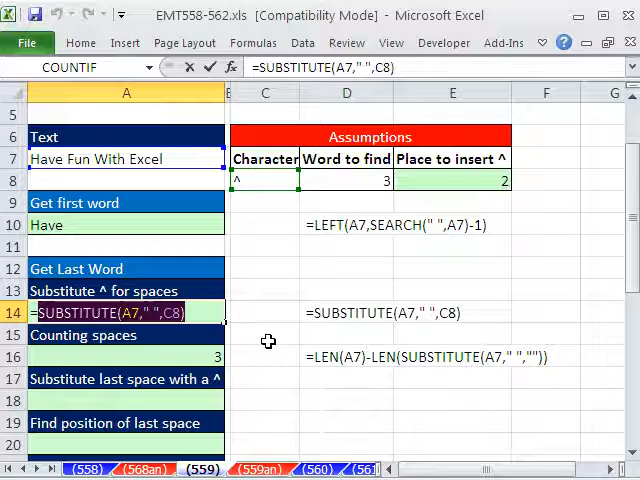 EMT558-562.xls [Compatibility Mode] - Microsoft Excel
File Home Insert Page Layout Formulas Data Review View Developer Add-Ins
COUNTIF fx =SUBSTITUTE(A7," ",C8)
A B C D E F G
5
6 Text Assumptions
7 Have Fun With Excel Character Word to find Place to insert ^
8 ^ 3 2
9 Get first word
10 Have =LEFT(A7,SEARCH(" ",A7)-1)
11
12 Get Last Word
13 Substitute ^ for spaces
14 =SUBSTITUTE(A7," ",C8) =SUBSTITUTE(A7," ",C8)
15 Counting spaces
16 3 =LEN(A7)-LEN(SUBSTITUTE(A7," ",""))
17 Substitute last space with a ^
18
19 Find position of last space
20
(558) (568an) (559) (559an) (560) (561